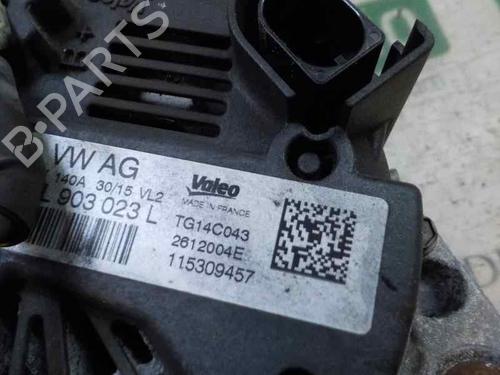 B-PARTS
VW AG
140A 30/15 VL2
L 903 023 L
Valeo
MADE IN FRANCE
TG14C043
2612004E
115309457